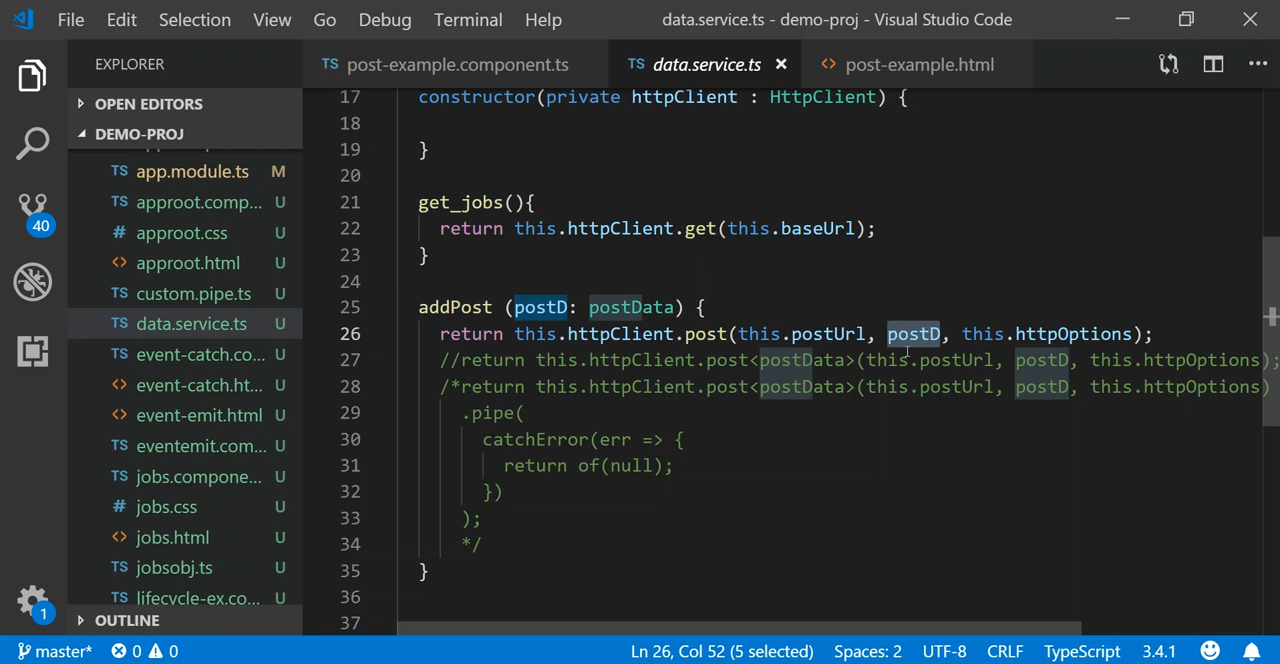 File Edit Selection View Go Debug Terminal Help data.service.ts - demo-proj - Visual Studio Code
EXPLORER
TS post-example.component.ts TS data.service.ts <> post-example.html
OPEN EDITORS
DEMO-PROJ
TS app.module.ts M
TS approot.comp... U
# approot.css U
<> approot.html U
TS custom.pipe.ts U
TS data.service.ts U
TS event-catch.co... U
<> event-catch.ht... U
<> event-emit.html U
TS eventemit.com... U
TS jobs.compone... U
# jobs.css U
<> jobs.html U
TS jobsobj.ts U
TS lifecycle-ex.co... U
OUTLINE
40
1
17 constructor(private httpClient : HttpClient) {
18
19 }
20
21 get_jobs(){
22 return this.httpClient.get(this.baseUrl);
23 }
24
25 addPost (postD: postData) {
26 return this.httpClient.post(this.postUrl, postD, this.httpOptions);
27 //return this.httpClient.post<postData>(this.postUrl, postD, this.httpOptions);
28 /*return this.httpClient.post<postData>(this.postUrl, postD, this.httpOptions)
29 .pipe(
30 catchError(err => {
31 return of(null);
32 })
33 );
34 */
35 }
36
37
master* 0 0 Ln 26, Col 52 (5 selected) Spaces: 2 UTF-8 CRLF TypeScript 3.4.1